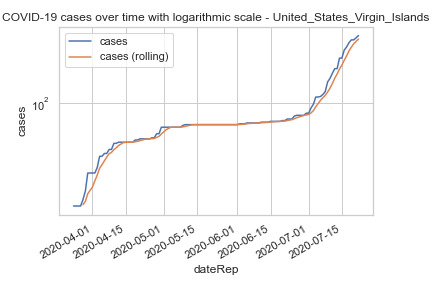 COVID-19 cases over time with logarithmic scale - United_States_Virgin_Islands
cases
cases (rolling)
10²
cases
2020-04-01
2020-04-15
2020-05-01
2020-05-15
2020-06-01
2020-06-15
2020-07-01
2020-07-15
dateRep